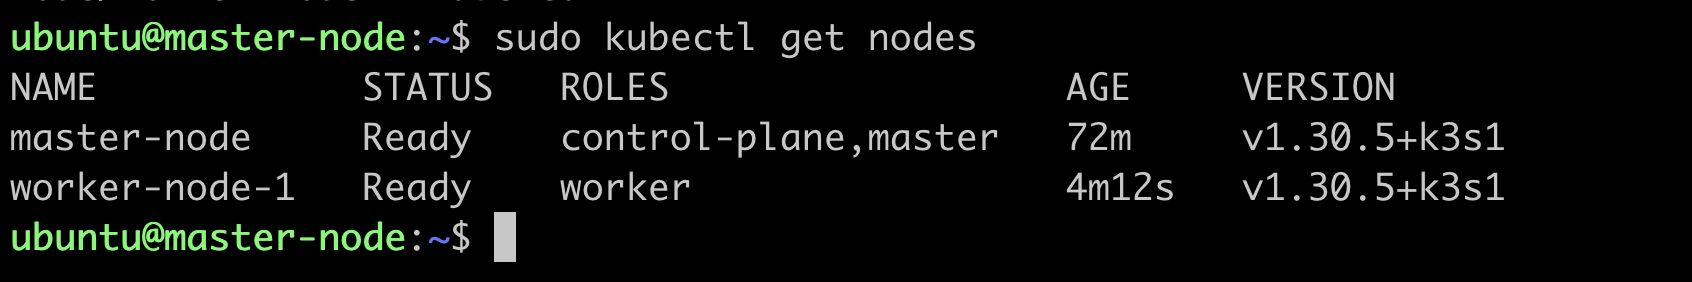 ubuntu@master-node:~$ sudo kubectl get nodes
NAME            STATUS   ROLES                  AGE     VERSION
master-node     Ready    control-plane,master   72m     v1.30.5+k3s1
worker-node-1   Ready    worker                 4m12s   v1.30.5+k3s1
ubuntu@master-node:~$